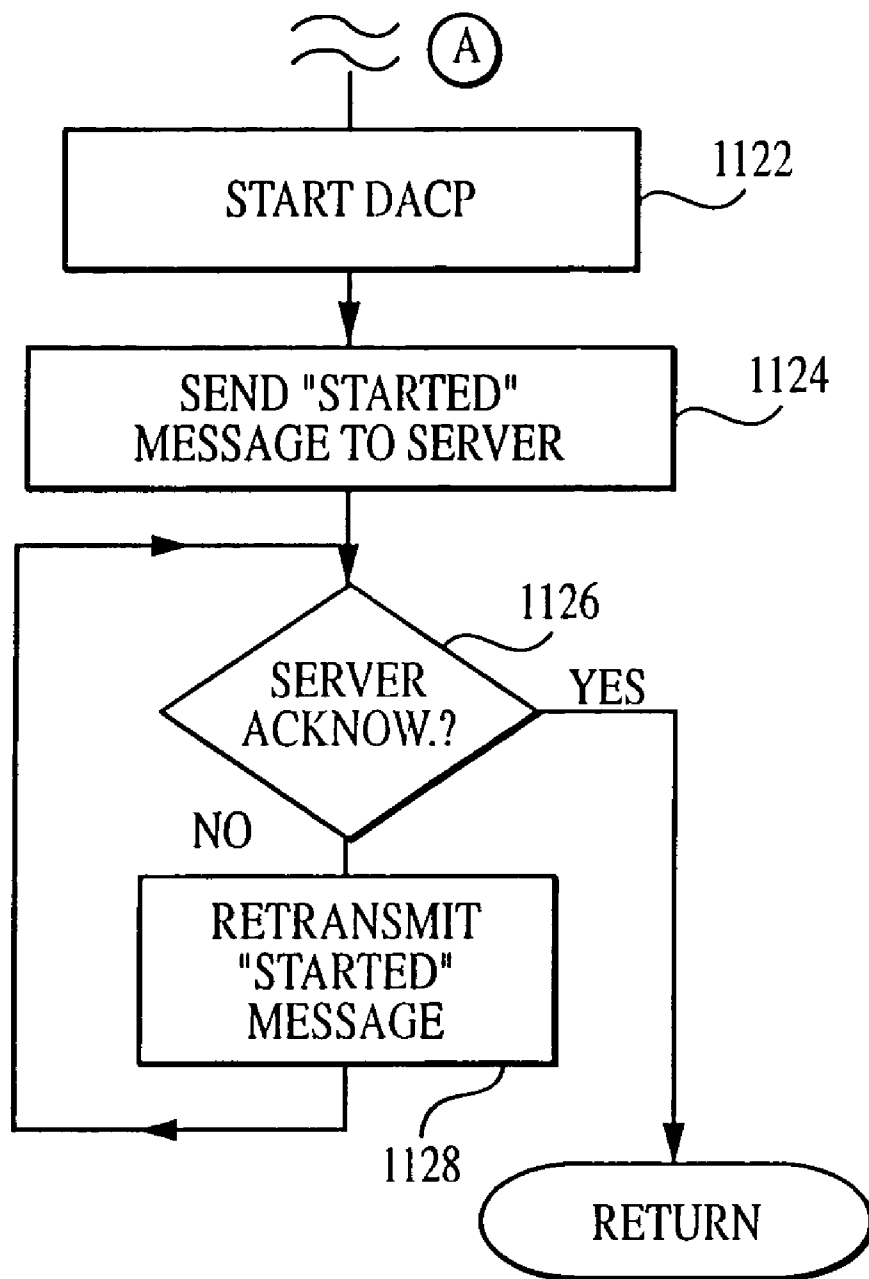 A
START DACP
1122
SEND "STARTED"
MESSAGE TO SERVER
1124
1126
SERVER
ACKNOW.?
YES
NO
RETRANSMIT
"STARTED"
MESSAGE
1128
RETURN